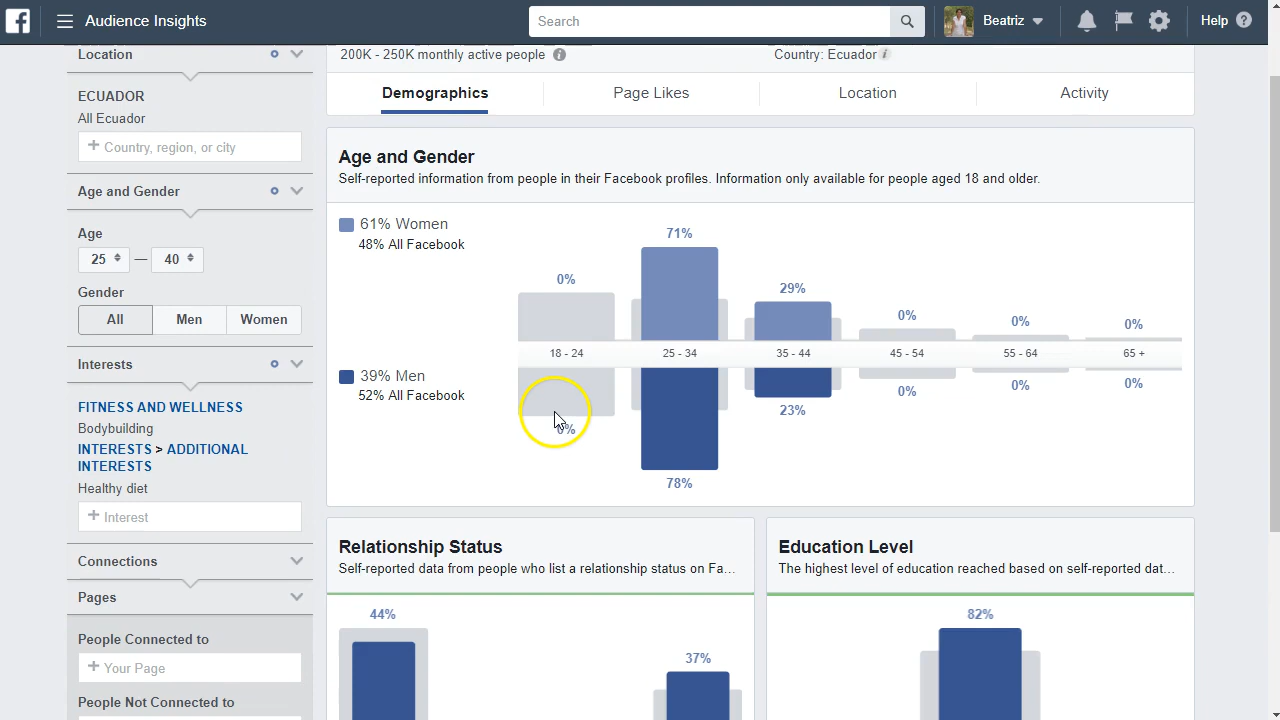 f Audience Insights Search Beatriz Help ?
Location
200K - 250K monthly active people i Country: Ecuador i
Demographics Page Likes Location Activity
ECUADOR
All Ecuador
+ Country, region, or city
Age and Gender
Age
25 — 40
Gender
All Men Women
Interests
FITNESS AND WELLNESS
Bodybuilding
INTERESTS > ADDITIONAL
INTERESTS
Healthy diet
+ Interest
Connections
Pages
People Connected to
+ Your Page
People Not Connected to
Age and Gender
Self-reported information from people in their Facebook profiles. Information only available for people aged 18 and older.
61% Women
48% All Facebook
0% 71% 29% 0% 0% 0%
18 - 24 25 - 34 35 - 44 45 - 54 55 - 64 65 +
39% Men
52% All Facebook
0% 78% 23% 0% 0% 0%
Relationship Status
Self-reported data from people who list a relationship status on Fa...
44% 37%
Education Level
The highest level of education reached based on self-reported dat...
82%